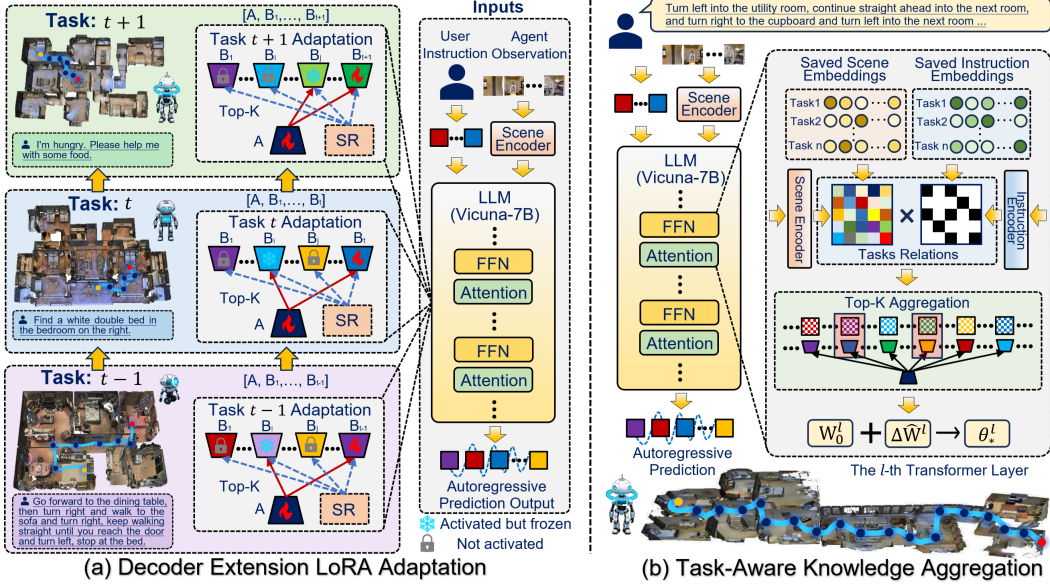 Task: t + 1
[A, B1,…, Bt+1]
Task t + 1 Adaptation
B1
Bi
Bj
Bt+1
Top-K
A
SR
I'm hungry. Please help me
with some food.
Task: t
[A, B1,…, Bt]
Task t Adaptation
B1
Bi
Bj
Bt
Top-K
A
SR
Find a white double bed in
the bedroom on the right.
Task: t − 1
[A, B1,…, Bt-1]
Task t − 1 Adaptation
B1
Bi
Bj
Bt-1
Top-K
A
SR
Go forward to the dining table,
then turn right and walk to the
sofa and turn right, keep walking
straight until you reach the door
and turn left, stop at the bed.
Inputs
User
Instruction
Agent
Observation
Scene
Encoder
LLM
(Vicuna-7B)
FFN
Attention
FFN
Attention
Autoregressive
Prediction Output
Activated but frozen
Not activated
(a) Decoder Extension LoRA Adaptation
Turn left into the utility room, continue straight ahead into the next room,
and turn right to the cupboard and turn left into the next room ...
Scene
Encoder
LLM
(Vicuna-7B)
FFN
Attention
FFN
Attention
Autoregressive
Prediction
Saved Scene
Embeddings
Saved Instruction
Embeddings
Task1
Task2
Task n
Task1
Task2
Task n
Scene
Encoder
×
Instruction
Encoder
Tasks Relations
Top-K Aggregation
W₀ˡ + ΔŴˡ → θ*ˡ
The l-th Transformer Layer
(b) Task-Aware Knowledge Aggregation